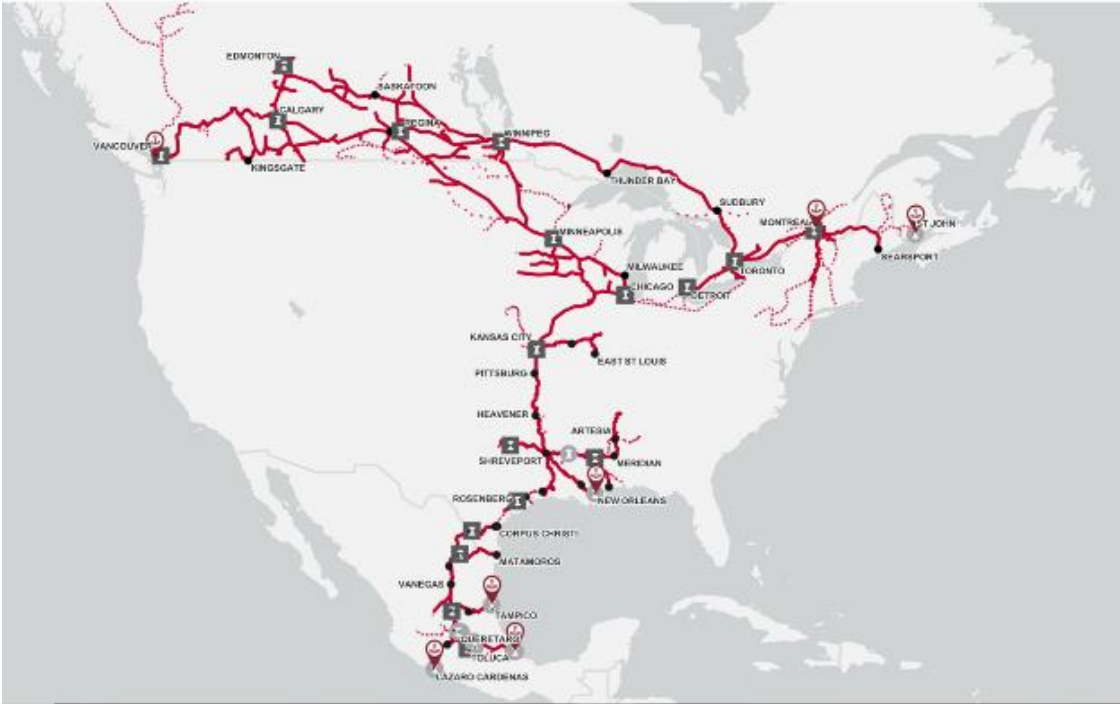 EDMONTON
SASKATOON
CALGARY
REGINA
WINNIPEG
VANCOUVER
KINGSGATE
THUNDER BAY
SUDBURY
MONTREAL
ST JOHN
MINNEAPOLIS
SEARSPORT
MILWAUKEE
TORONTO
CHICAGO
DETROIT
KANSAS CITY
EAST ST LOUIS
PITTSBURG
HEAVENER
ARTESIA
SHREVEPORT
MERIDIAN
ROSENBERG
NEW ORLEANS
CORPUS CHRISTI
MATAMOROS
VANEGAS
TAMPICO
QUERETARO
TOLUCA
LAZARO CARDENAS